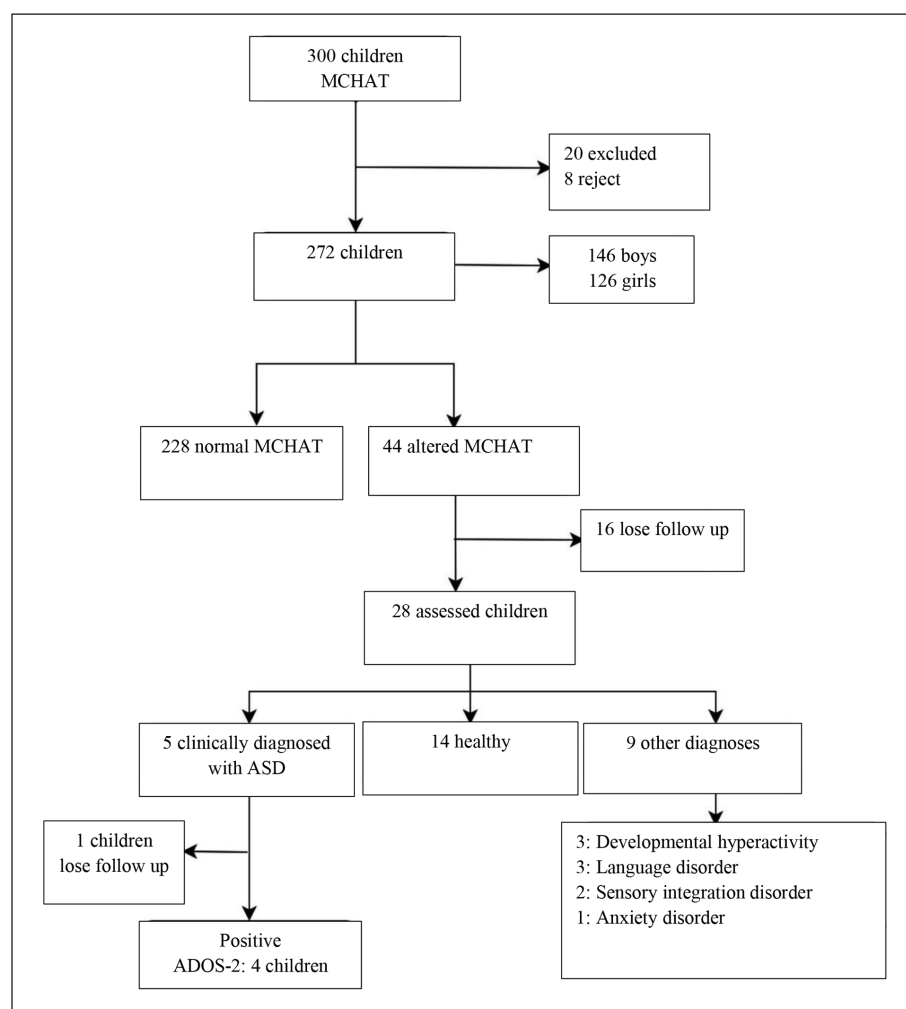 300 children
MCHAT
20 excluded
8 reject
272 children
146 boys
126 girls
228 normal MCHAT
44 altered MCHAT
16 lose follow up
28 assessed children
5 clinically diagnosed
with ASD
14 healthy
9 other diagnoses
1 children
lose follow up
3: Developmental hyperactivity
3: Language disorder
2: Sensory integration disorder
1: Anxiety disorder
Positive
ADOS-2: 4 children